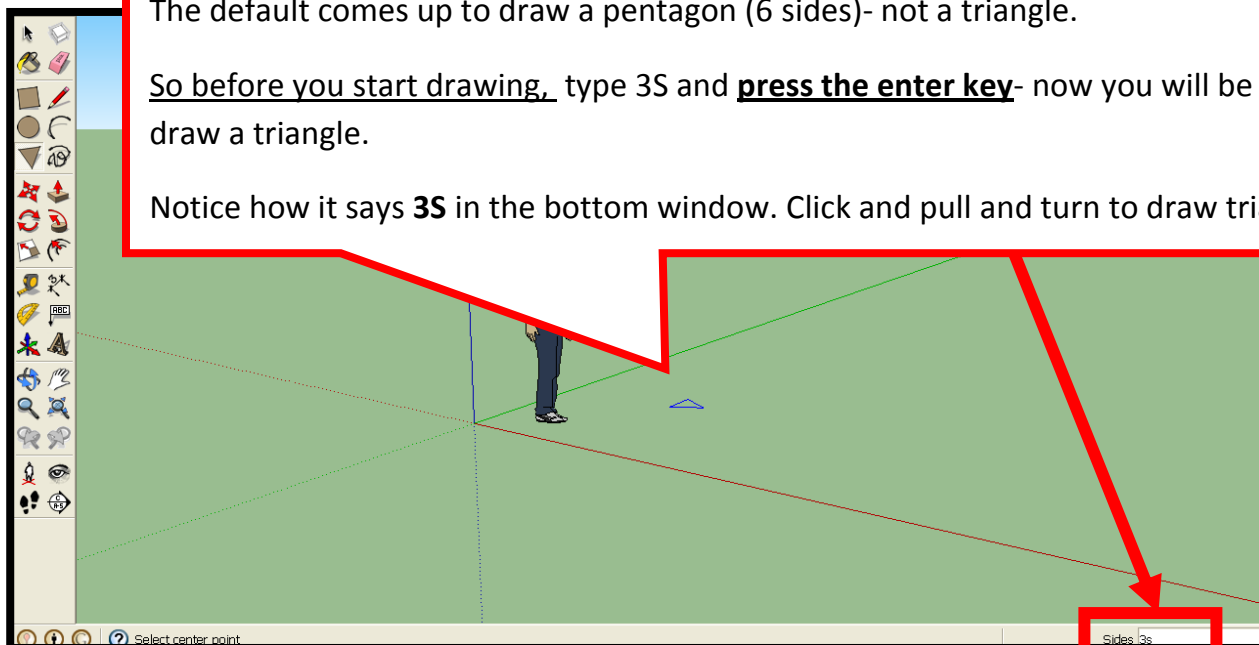 The default comes up to draw a pentagon (6 sides)- not a triangle.
So before you start drawing, type 3S and press the enter key- now you will be
draw a triangle.
Notice how it says 3S in the bottom window. Click and pull and turn to draw tri
ABC
Select center point
Sides 3s